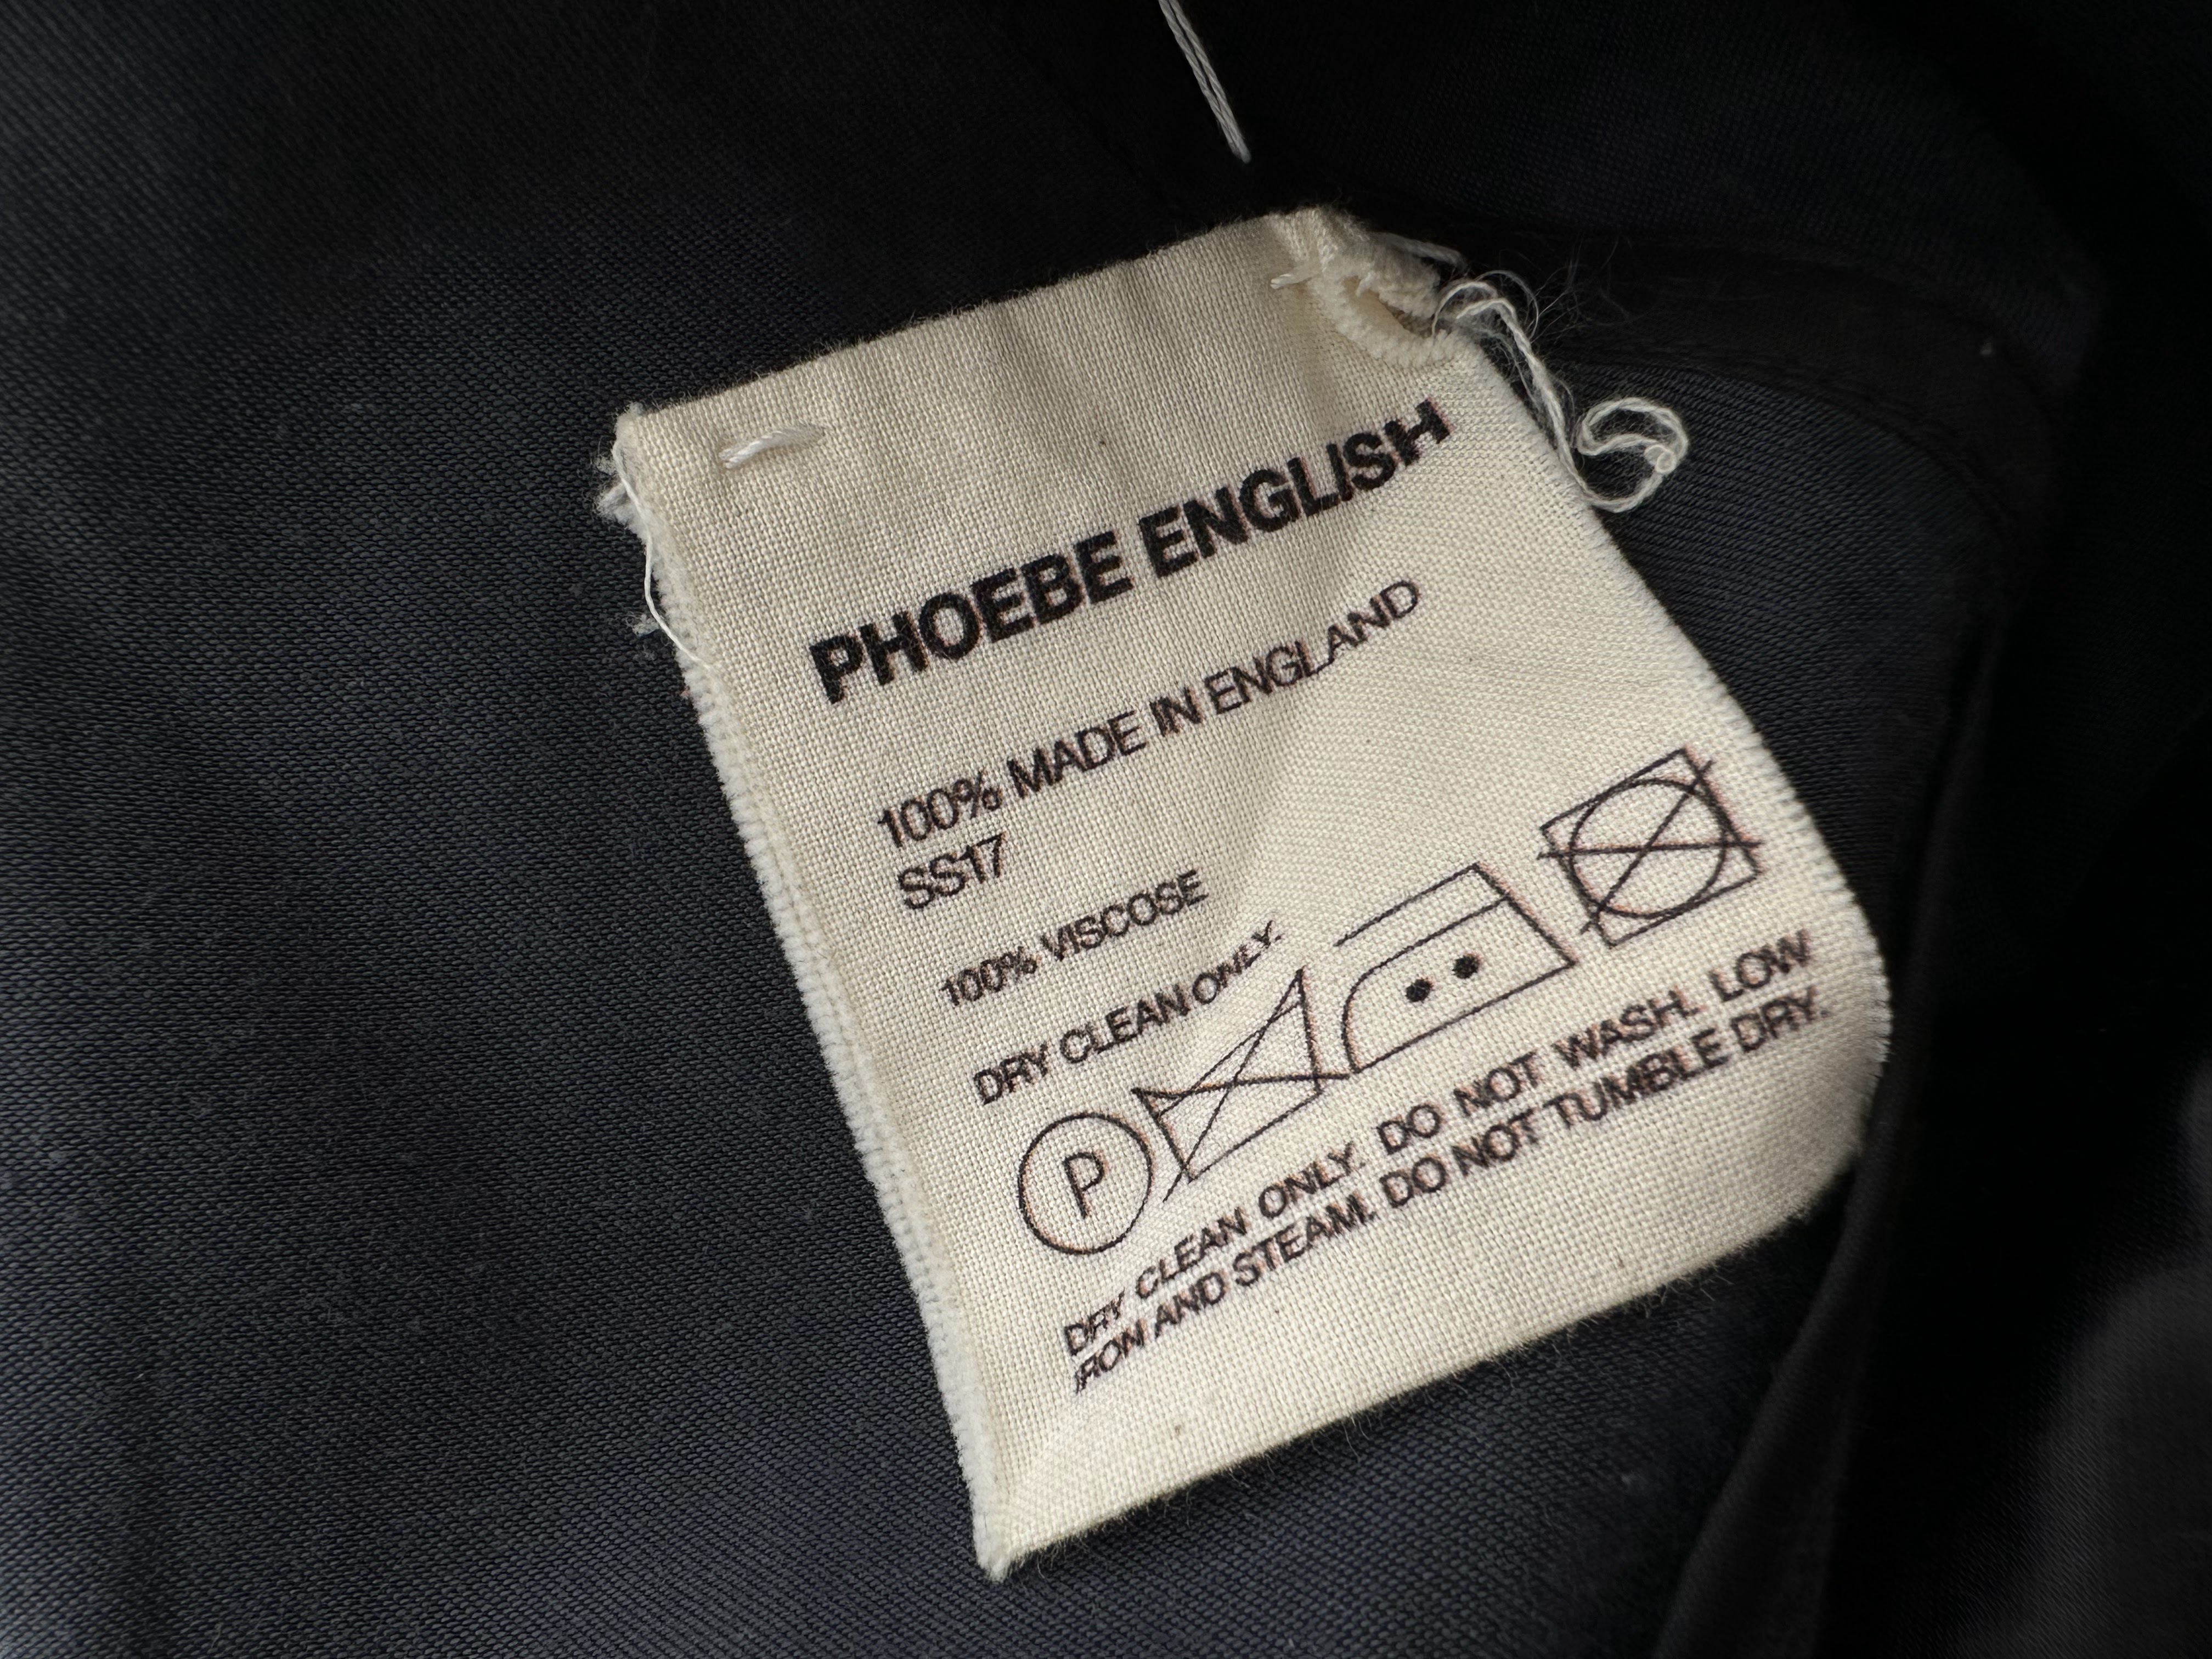 PHOEBE ENGLISH
100% MADE IN ENGLAND
SS17
100% VISCOSE
DRY CLEAN ONLY.
P
DRY CLEAN ONLY. DO NOT WASH. LOW
IRON AND STEAM. DO NOT TUMBLE DRY.